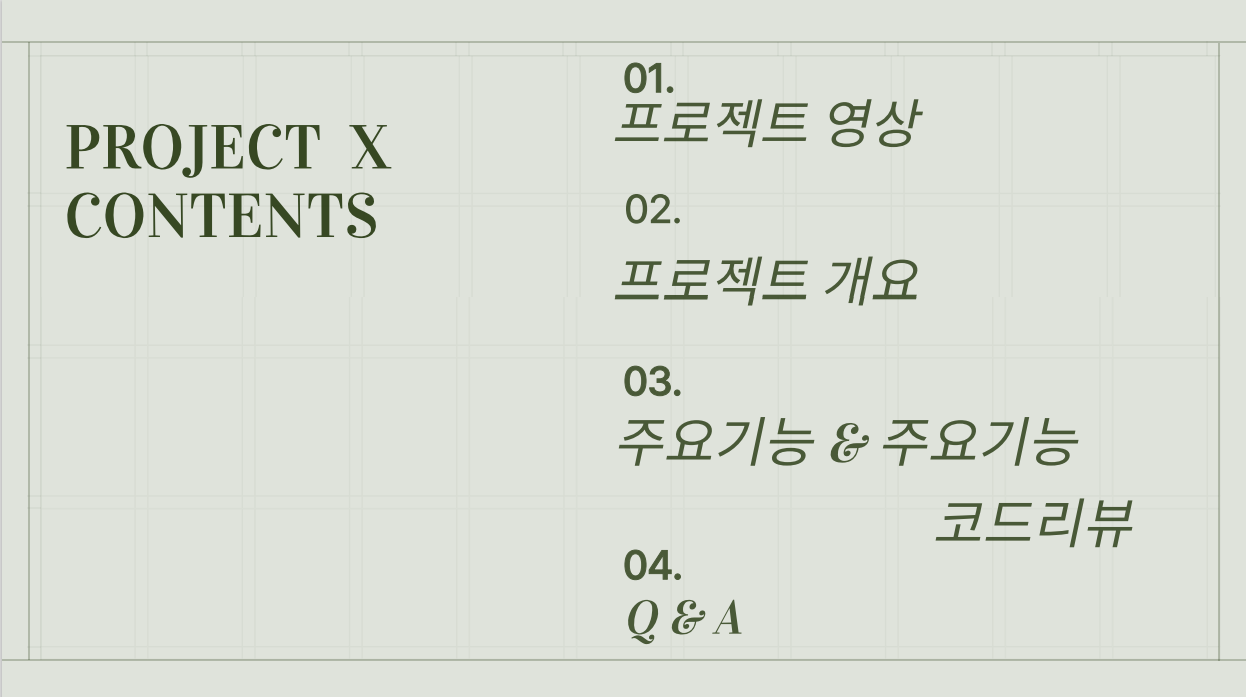 PROJECT X
CONTENTS
01.
프로젝트 영상
02.
프로젝트 개요
03.
주요기능 & 주요기능
코드리뷰
04.
Q & A